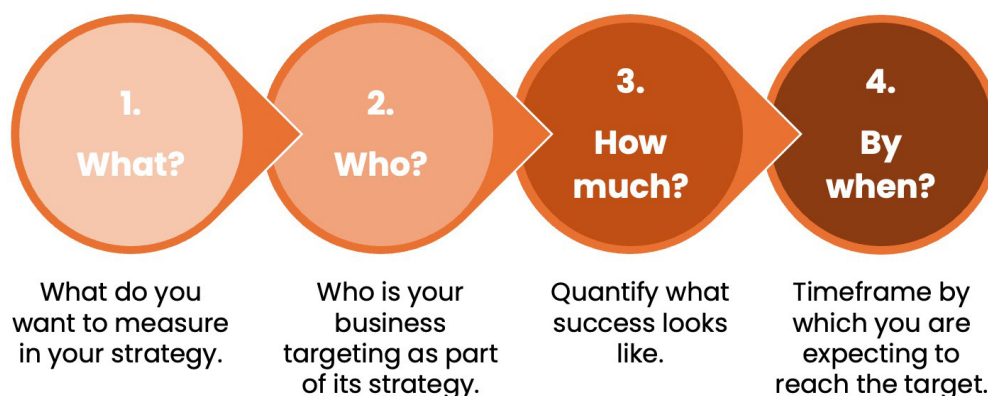 1.
What?
2.
Who?
3.
How
much?
4.
By
when?
What do you
want to measure
in your strategy.
Who is your
business
targeting as part
of its strategy.
Quantify what
success looks
like.
Timeframe by
which you are
expecting to
reach the target.